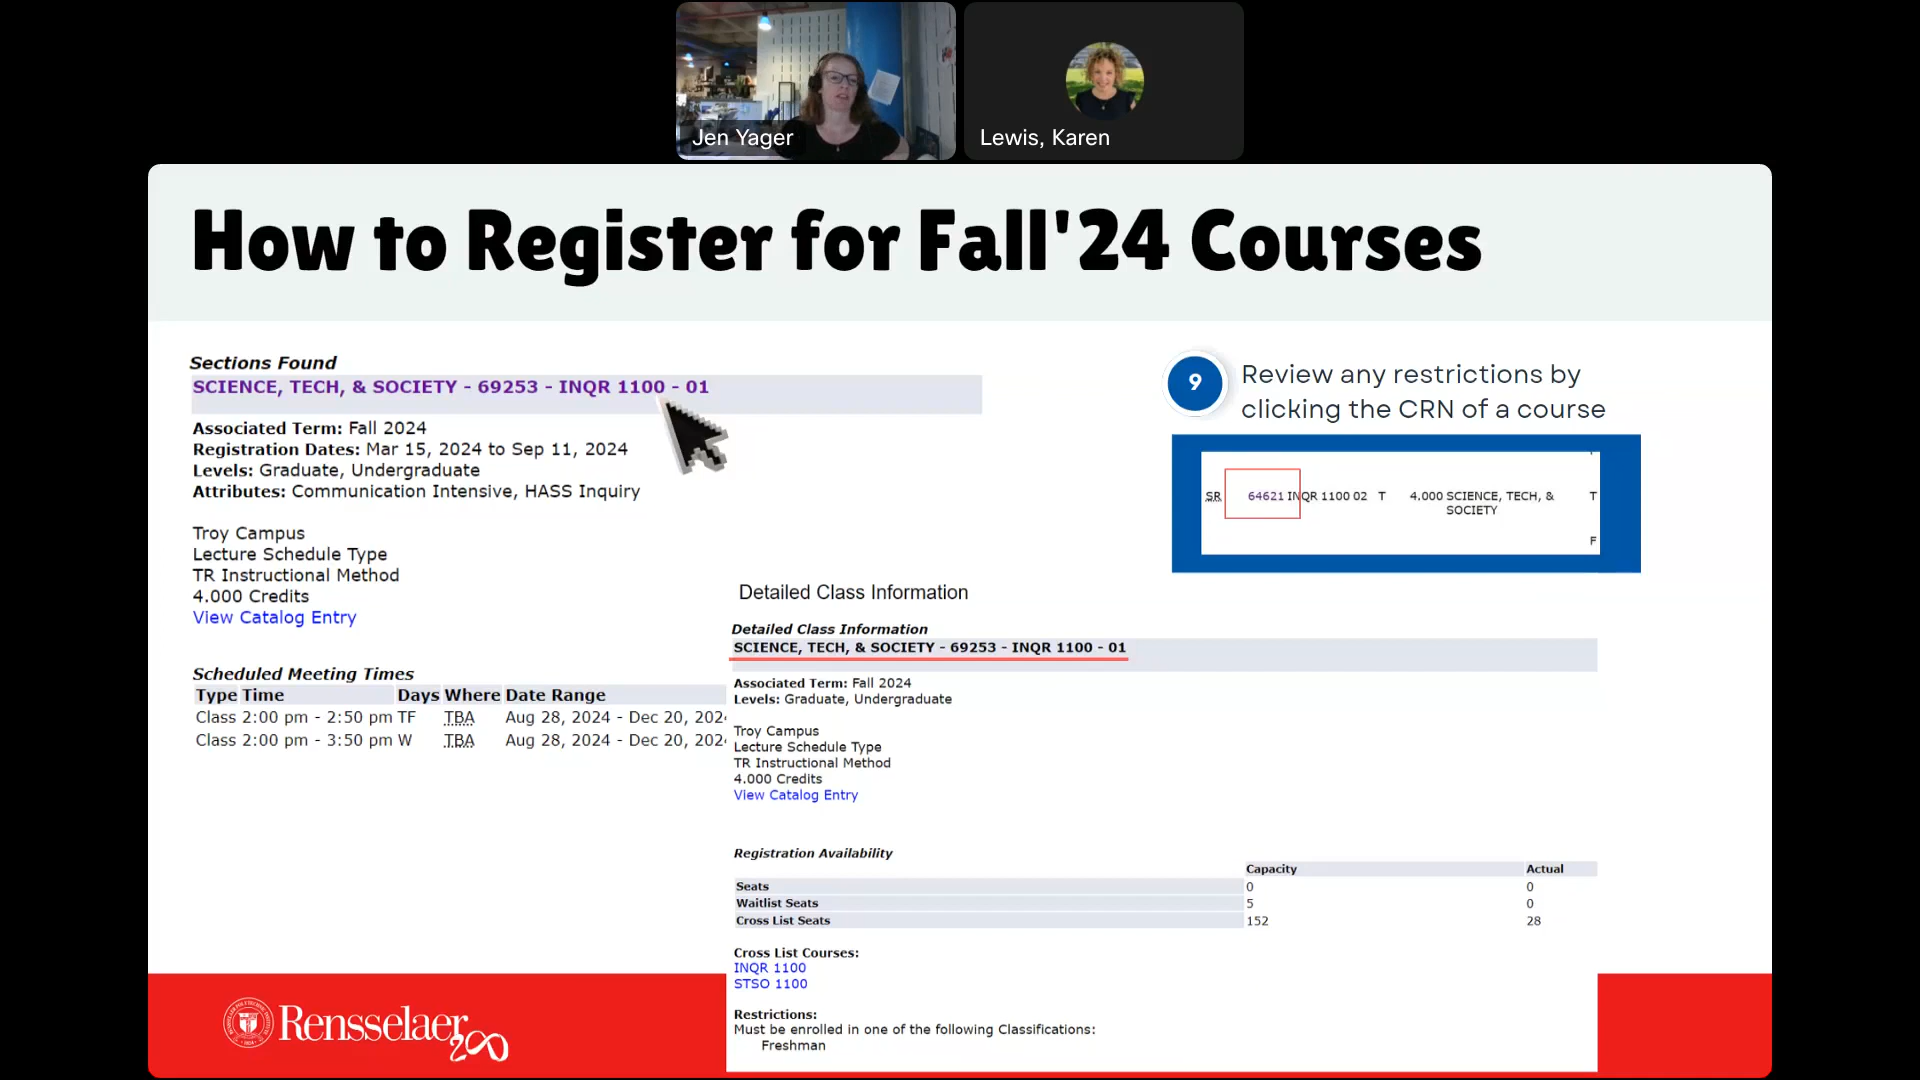 Jen Yager
Lewis, Karen
How to Register for Fall'24 Courses
Sections Found
SCIENCE, TECH, & SOCIETY - 69253 - INQR 1100 - 01
Associated Term: Fall 2024
Registration Dates: Mar 15, 2024 to Sep 11, 2024
Levels: Graduate, Undergraduate
Attributes: Communication Intensive, HASS Inquiry
Troy Campus
Lecture Schedule Type
TR Instructional Method
4.000 Credits
View Catalog Entry
Scheduled Meeting Times
Type Time Days Where Date Range
Class 2:00 pm - 2:50 pm TF TBA Aug 28, 2024 - Dec 20, 202
Class 2:00 pm - 3:50 pm W TBA Aug 28, 2024 - Dec 20, 202
9
Review any restrictions by
clicking the CRN of a course
SR 64621 INQR 1100 02 T 4.000 SCIENCE, TECH, & T
SOCIETY
F
Detailed Class Information
Detailed Class Information
SCIENCE, TECH, & SOCIETY - 69253 - INQR 1100 - 01
Associated Term: Fall 2024
Levels: Graduate, Undergraduate
Troy Campus
Lecture Schedule Type
TR Instructional Method
4.000 Credits
View Catalog Entry
Registration Availability
Capacity Actual
Seats 0 0
Waitlist Seats 5 0
Cross List Seats 152 28
Cross List Courses:
INQR 1100
STSO 1100
Restrictions:
Must be enrolled in one of the following Classifications:
Freshman
Rensselaer
200